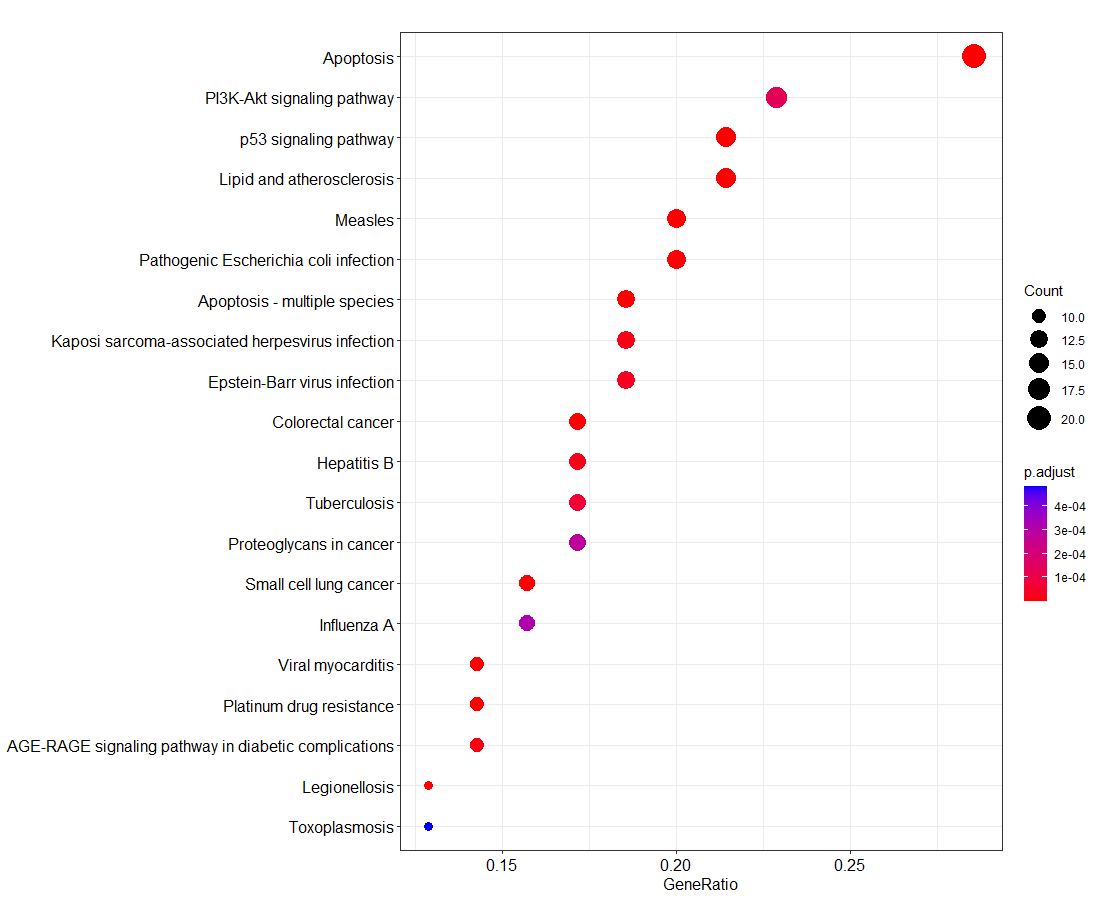 Apoptosis
PI3K-Akt signaling pathway
p53 signaling pathway
Lipid and atherosclerosis
Measles
Pathogenic Escherichia coli infection
Apoptosis - multiple species
Kaposi sarcoma-associated herpesvirus infection
Epstein-Barr virus infection
Colorectal cancer
Hepatitis B
Tuberculosis
Proteoglycans in cancer
Small cell lung cancer
Influenza A
Viral myocarditis
Platinum drug resistance
AGE-RAGE signaling pathway in diabetic complications
Legionellosis
Toxoplasmosis
0.15 0.20 0.25
GeneRatio
Count
10.0
12.5
15.0
17.5
20.0
p.adjust
4e-04
3e-04
2e-04
1e-04